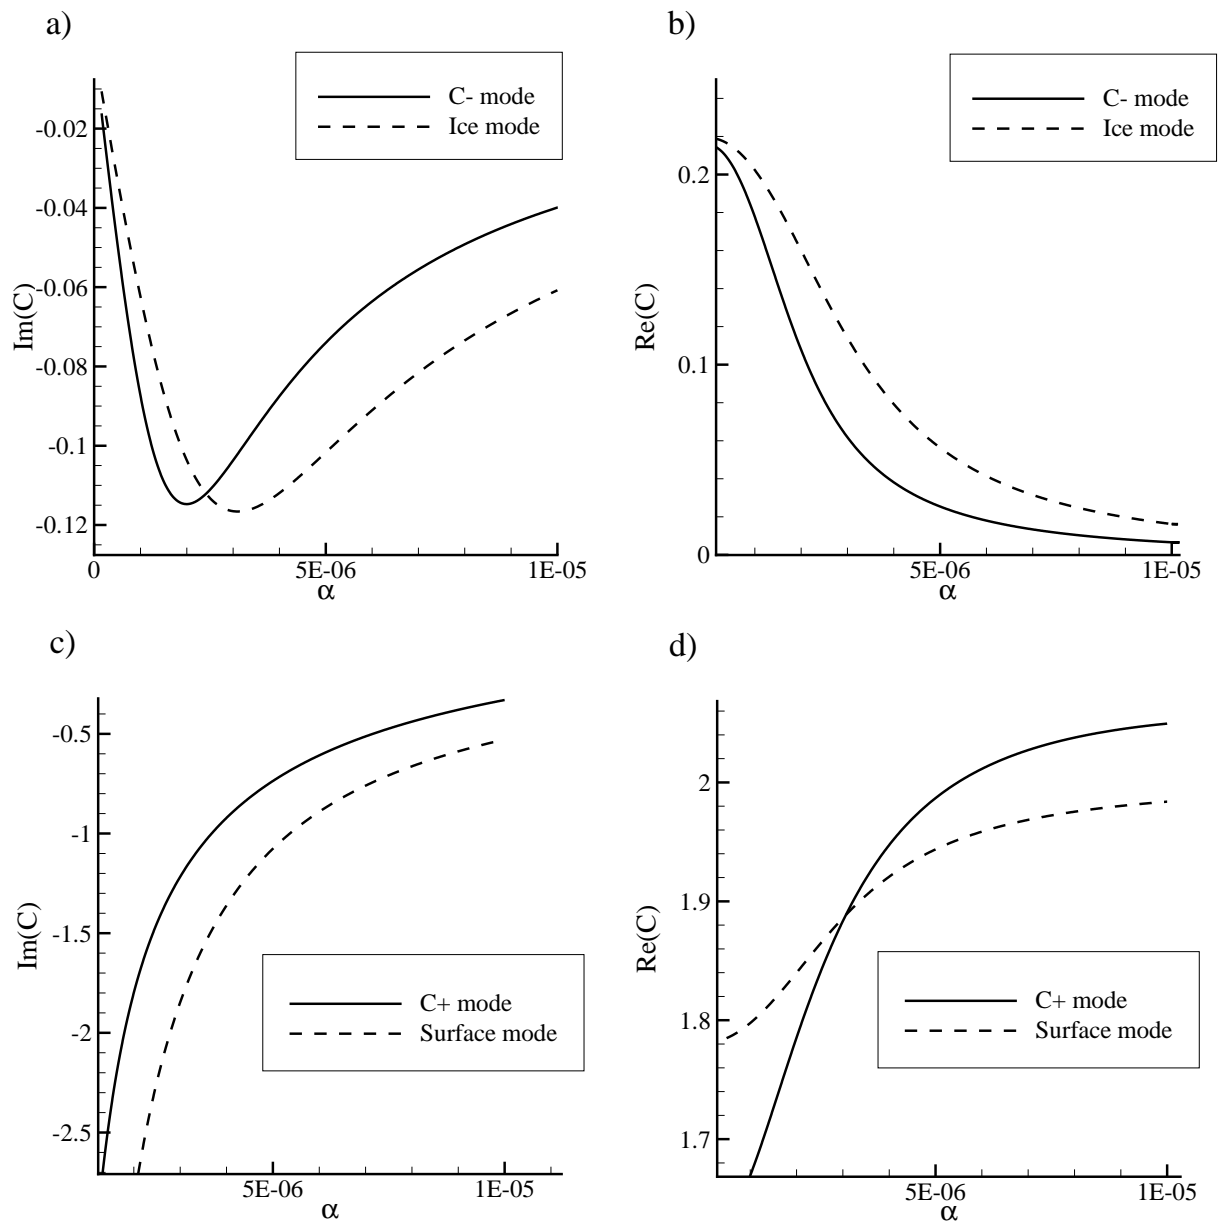 a)
C- mode
Ice mode
-0.02
-0.04
-0.06
-0.08
-0.1
-0.12
Im(C)
0
5E-06
1E-05
α
b)
C- mode
Ice mode
0.2
0.1
0
Re(C)
5E-06
1E-05
α
c)
-0.5
-1
-1.5
-2
-2.5
Im(C)
C+ mode
Surface mode
5E-06
1E-05
α
d)
2
1.9
1.8
1.7
Re(C)
C+ mode
Surface mode
5E-06
1E-05
α